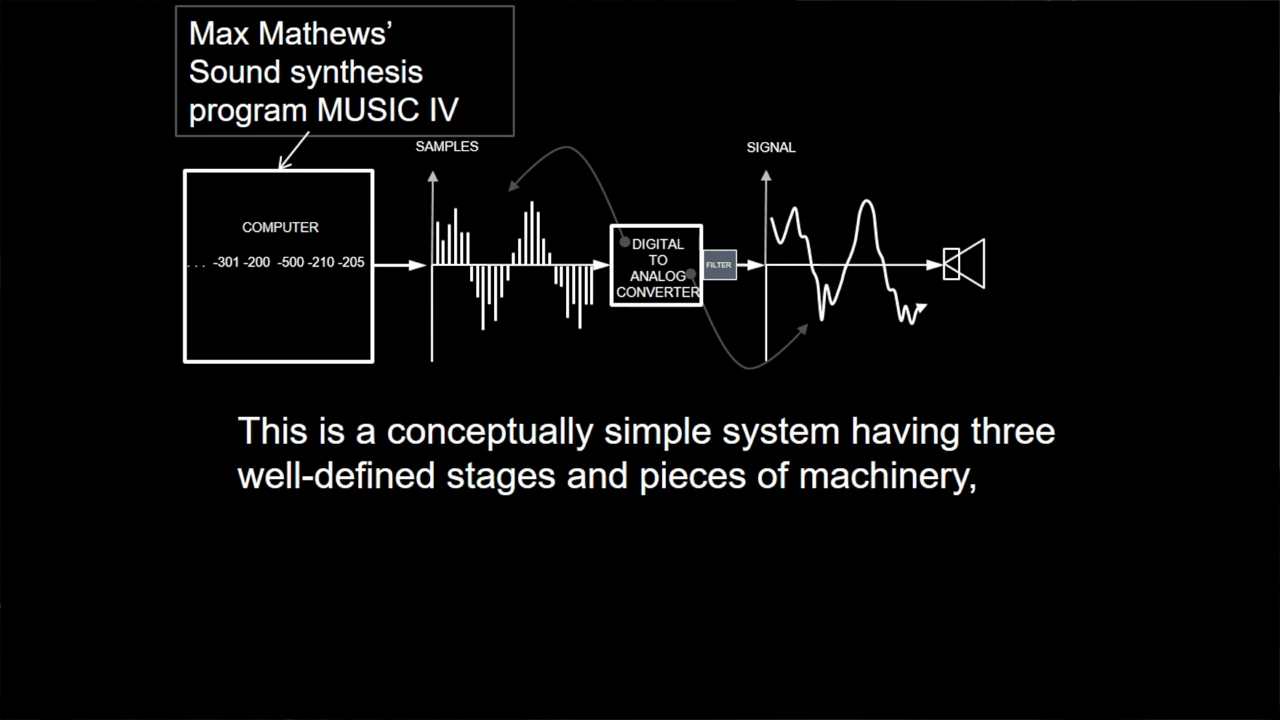 Max Mathews’
Sound synthesis
program MUSIC IV
SAMPLES
SIGNAL
COMPUTER
. . . -301 -200 -500 -210 -205
DIGITAL
TO
ANALOG
CONVERTER
FILTER
This is a conceptually simple system having three
well-defined stages and pieces of machinery,